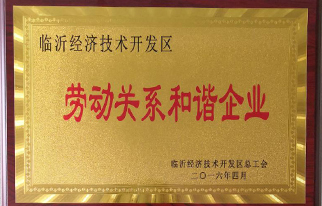 临沂经济技术开发区
劳动关系和谐企业
临沂经济技术开发区总工会
二〇一六年四月